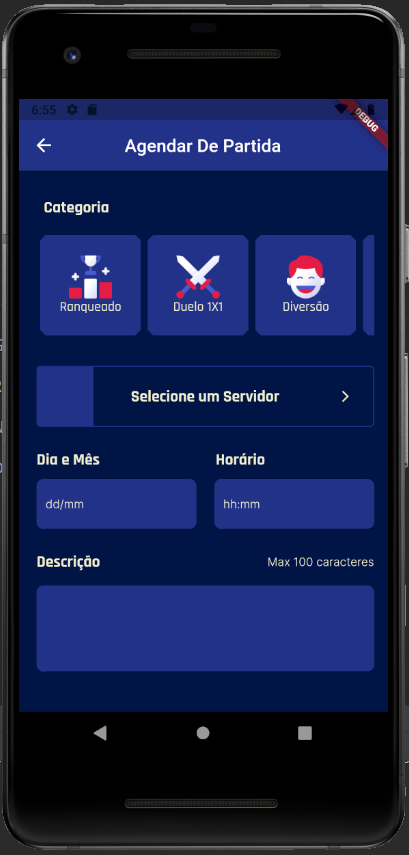 6:55
DEBUG
Agendar De Partida
Categoria
Ranqueado Duelo 1X1 Diversão
Selecione um Servidor
Dia e Mês Horário
dd/mm hh:mm
Descrição Max 100 caracteres